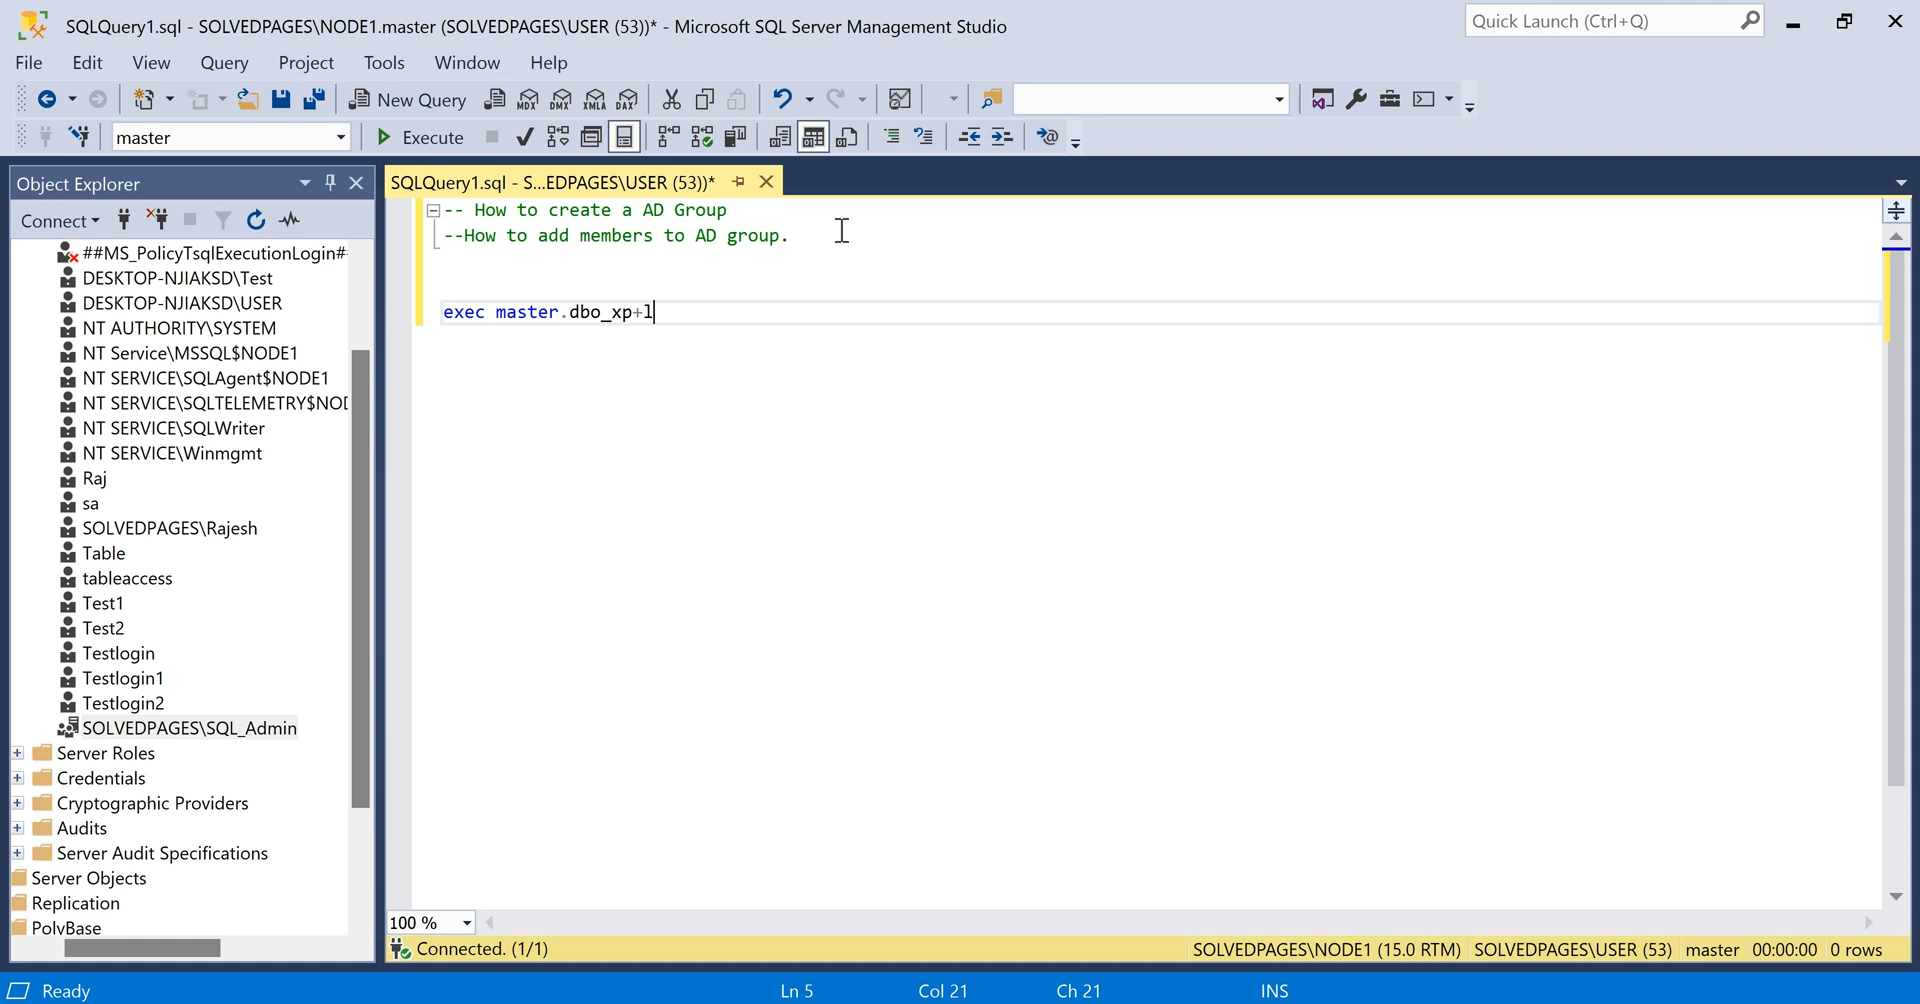 SQLQuery1.sql - SOLVEDPAGES\NODE1.master (SOLVEDPAGES\USER (53))* - Microsoft SQL Server Management Studio
Quick Launch (Ctrl+Q)
File Edit View Query Project Tools Window Help
New Query MDX DMX XMLA DAX
master Execute
Object Explorer
SQLQuery1.sql - S...EDPAGES\USER (53))*
Connect
##MS_PolicyTsqlExecutionLogin#
DESKTOP-NJIAKSD\Test
DESKTOP-NJIAKSD\USER
NT AUTHORITY\SYSTEM
NT Service\MSSQL$NODE1
NT SERVICE\SQLAgent$NODE1
NT SERVICE\SQLTELEMETRY$NOD
NT SERVICE\SQLWriter
NT SERVICE\Winmgmt
Raj
sa
SOLVEDPAGES\Rajesh
Table
tableaccess
Test1
Test2
Testlogin
Testlogin1
Testlogin2
SOLVEDPAGES\SQL_Admin
Server Roles
Credentials
Cryptographic Providers
Audits
Server Audit Specifications
Server Objects
Replication
PolyBase
-- How to create a AD Group
--How to add members to AD group.
exec master.dbo_xp+l
100 %
Connected. (1/1)
SOLVEDPAGES\NODE1 (15.0 RTM) SOLVEDPAGES\USER (53) master 00:00:00 0 rows
Ready Ln 5 Col 21 Ch 21 INS